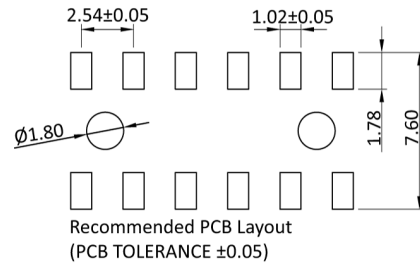 2.54±0.05
1.02±0.05
Ø1.80
1.78
7.60
Recommended PCB Layout
(PCB TOLERANCE ±0.05)